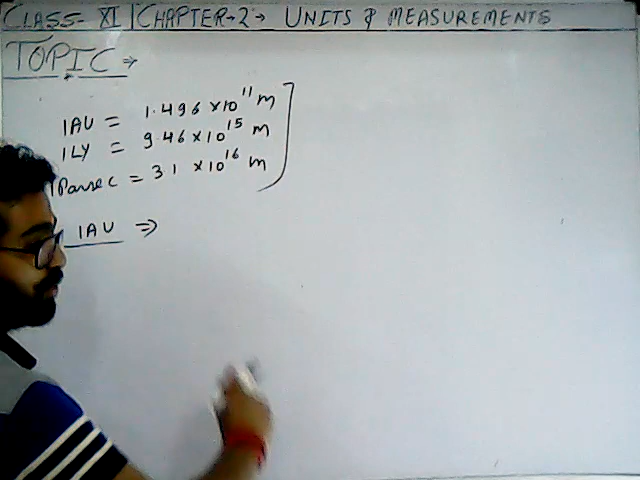 CLASS- XI | CHAPTER-2 → UNITS & MEASUREMENTS
TOPIC →
1AU = 1.496 ×10^11 m
1LY = 9.46 ×10^15 m
1Parsec = 3.1 ×10^16 m
1AU ⇒